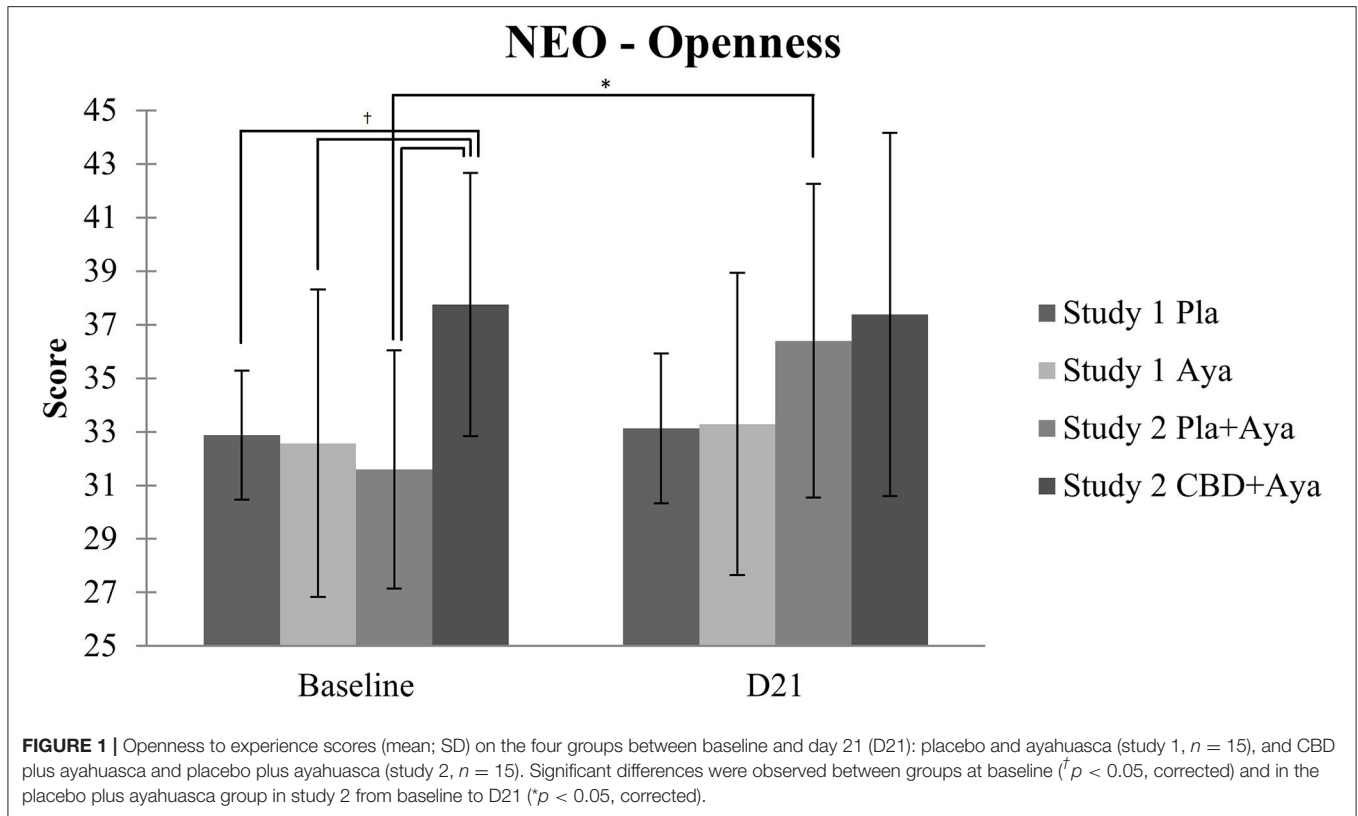 NEO - Openness
*
†
45
43
41
39
37
35
33
31
29
27
25
Score
Baseline
D21
Study 1 Pla
Study 1 Aya
Study 2 Pla+Aya
Study 2 CBD+Aya
FIGURE 1 | Openness to experience scores (mean; SD) on the four groups between baseline and day 21 (D21): placebo and ayahuasca (study 1, n = 15), and CBD
plus ayahuasca and placebo plus ayahuasca (study 2, n = 15). Significant differences were observed between groups at baseline (†p < 0.05, corrected) and in the
placebo plus ayahuasca group in study 2 from baseline to D21 (*p < 0.05, corrected).